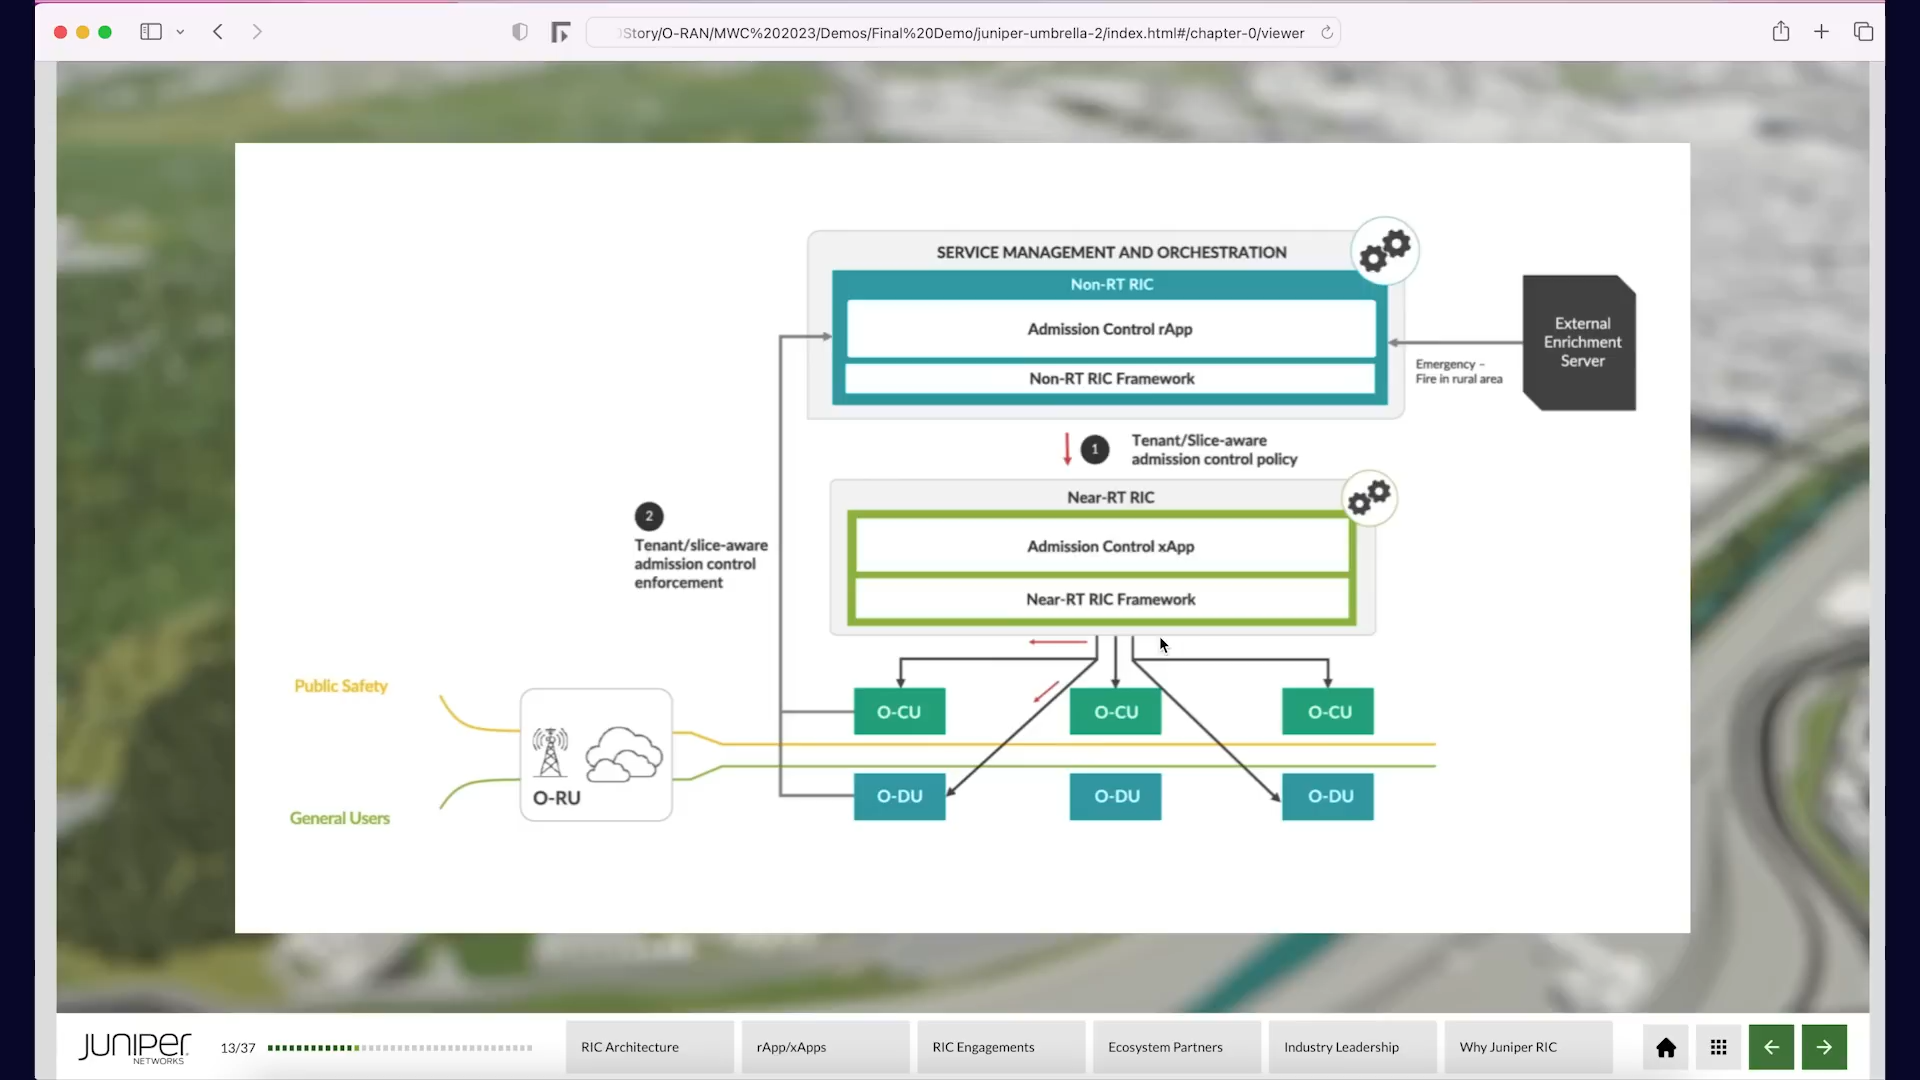 Story/O-RAN/MWC%202023/Demos/Final%20Demo/juniper-umbrella-2/index.html#/chapter-0/viewer
SERVICE MANAGEMENT AND ORCHESTRATION
Non-RT RIC
Admission Control rApp
Non-RT RIC Framework
External
Enrichment
Server
Emergency –
Fire in rural area
1
Tenant/Slice-aware
admission control policy
Near-RT RIC
Admission Control xApp
Near-RT RIC Framework
2
Tenant/slice-aware
admission control
enforcement
Public Safety
General Users
O-RU
O-CU
O-CU
O-CU
O-DU
O-DU
O-DU
JUNIPER
NETWORKS
13/37
RIC Architecture
rApp/xApps
RIC Engagements
Ecosystem Partners
Industry Leadership
Why Juniper RIC